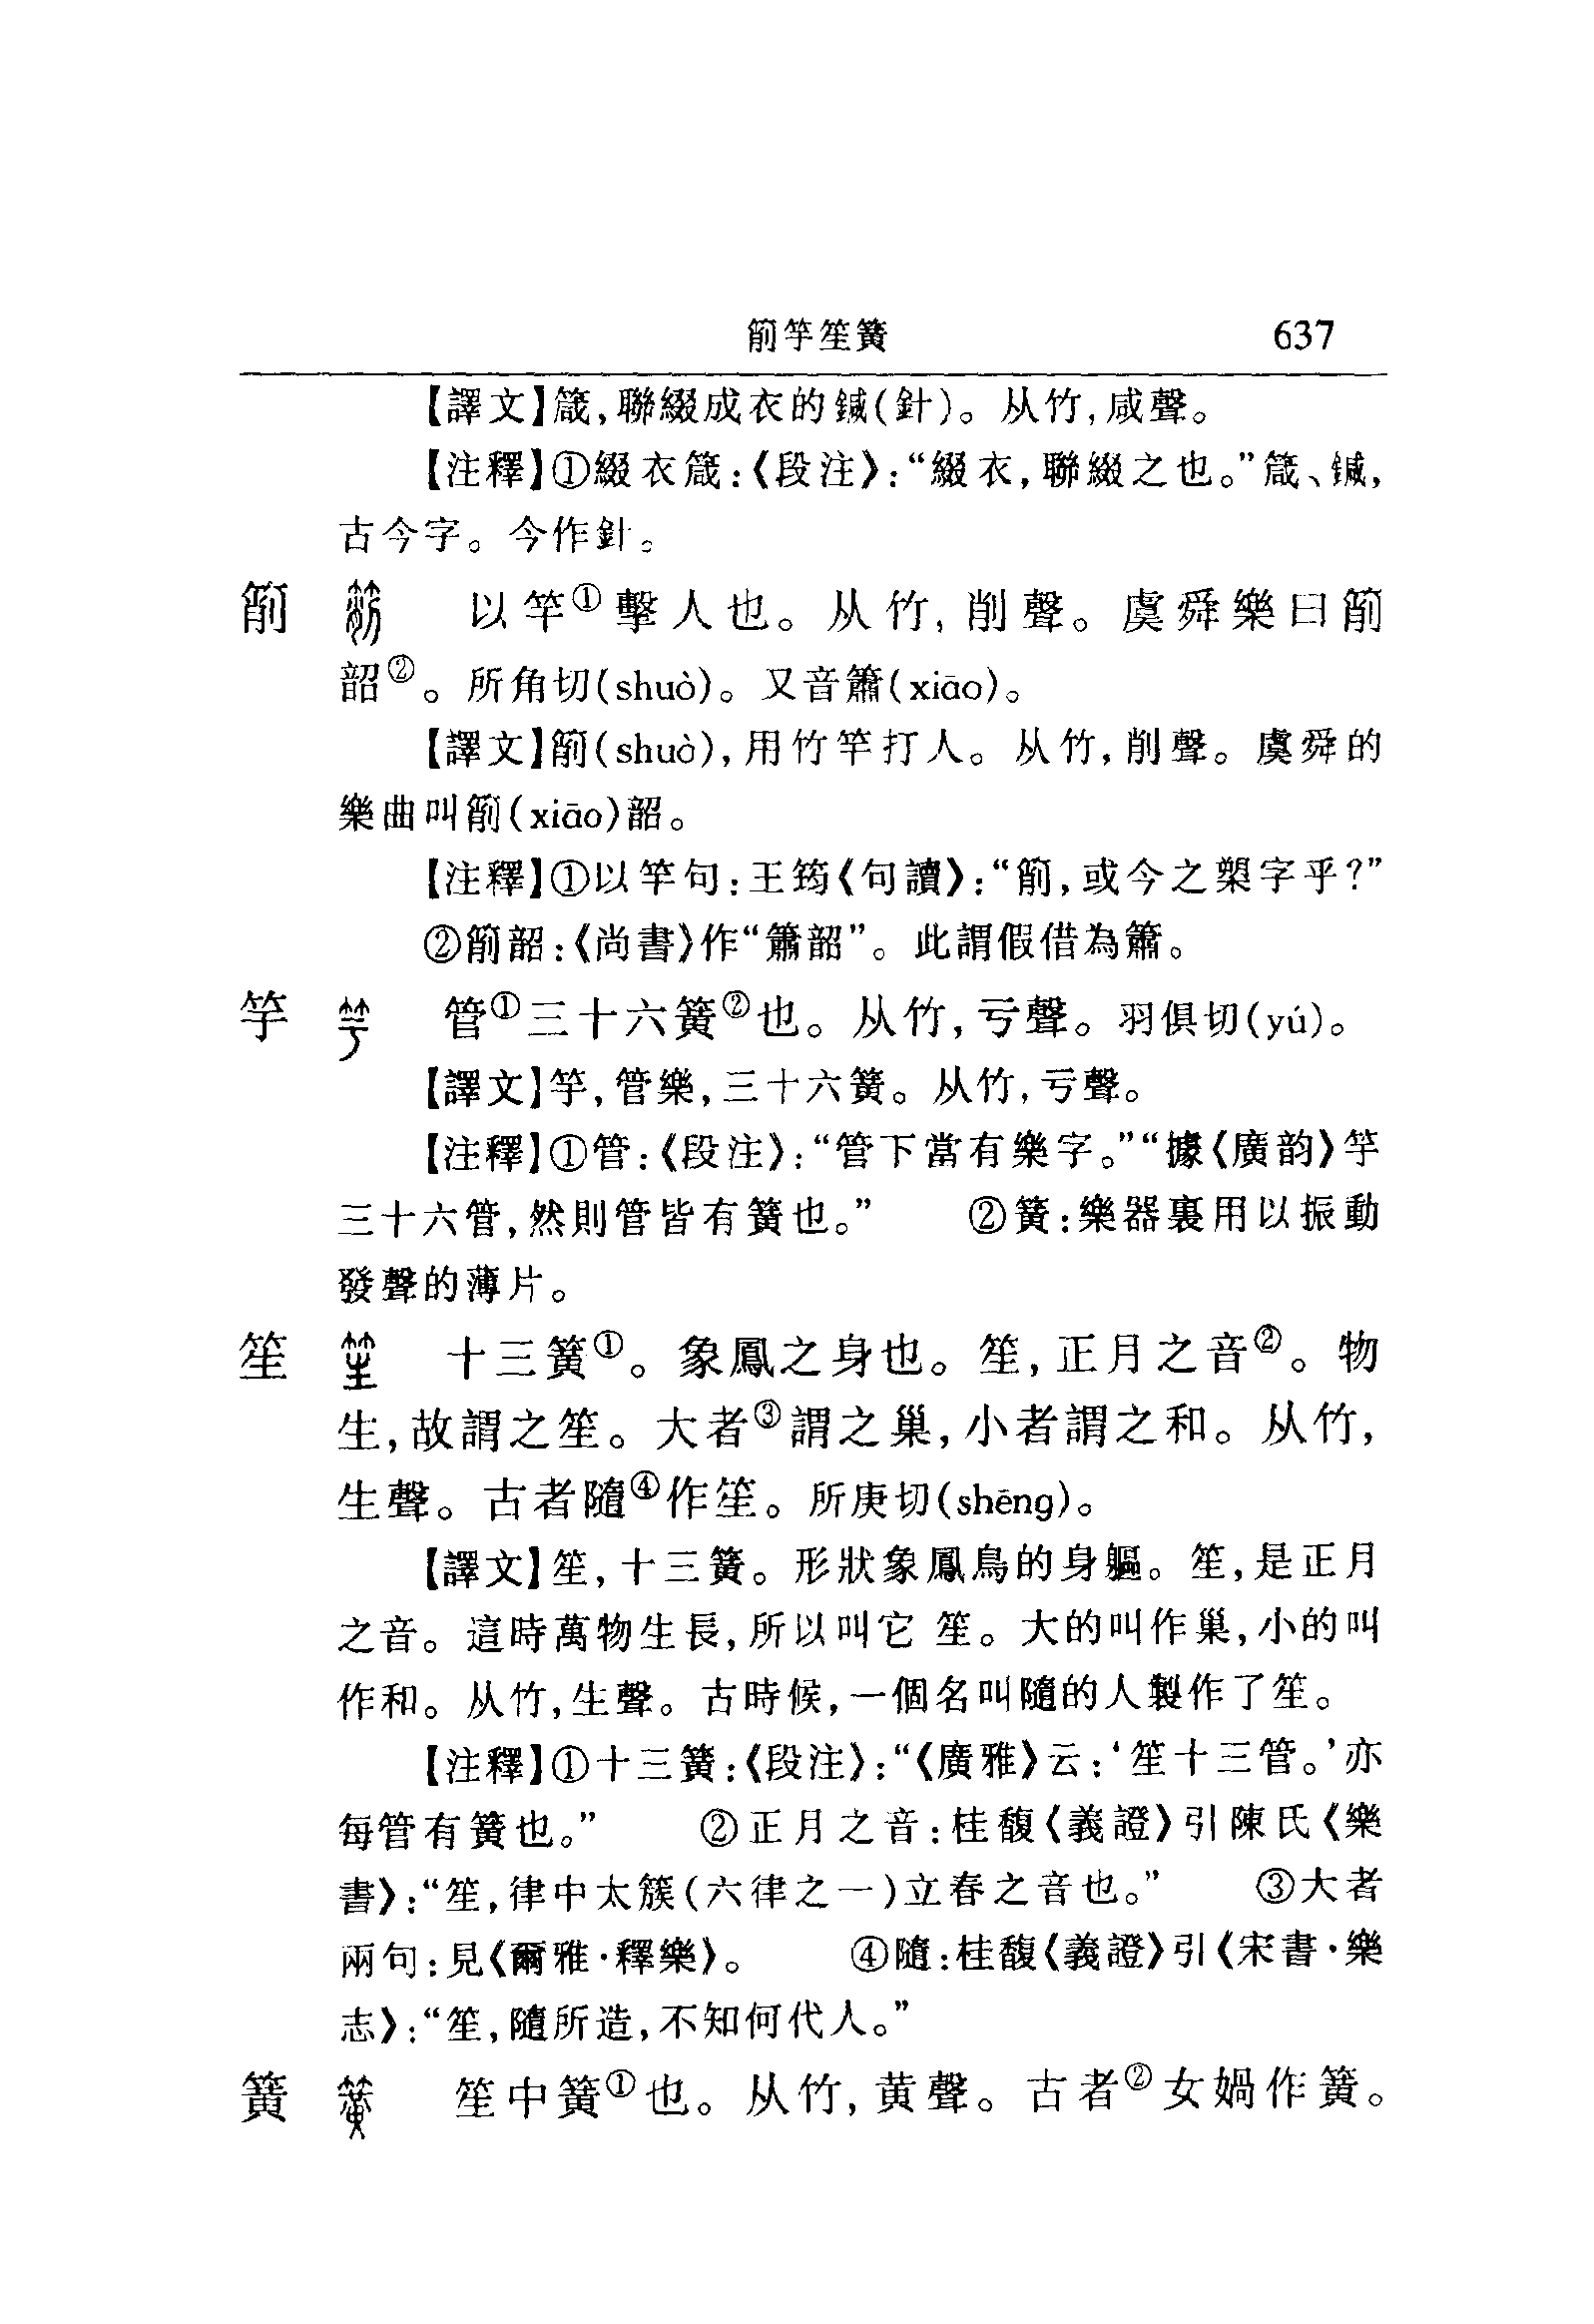 箾竽笙簧 637
【譯文】箴,聯綴成衣的鍼(針)。从竹,咸聲。
【注釋】①綴衣箴:《段注》:“綴衣,聯綴之也。”箴、鍼,
古今字。今作針。
箾 以竿①擊人也。从竹,削聲。虞舜樂曰箾
韶②。所角切(shuò)。又音簫(xiāo)。
【譯文】箾(shuò),用竹竿打人。从竹,削聲。虞舜的
樂曲叫箾(xiāo)韶。
【注釋】①以竿句:王筠《句讀》:“箾,或今之槊字乎?”
②箾韶:《尚書》作“簫韶”。此謂假借為簫。
竽 管①三十六簧②也。从竹,亏聲。羽俱切(yú)。
【譯文】竽,管樂,三十六簧。从竹,亏聲。
【注釋】①管:《段注》:“管下當有樂字。”“據《廣韵》竽
三十六管,然則管皆有簧也。” ②簧:樂器裏用以振動
發聲的薄片。
笙 十三簧①。象鳳之身也。笙,正月之音②。物
生,故謂之笙。大者③謂之巢,小者謂之和。从竹,
生聲。古者隨④作笙。所庚切(shēng)。
【譯文】笙,十三簧。形狀象鳳鳥的身軀。笙,是正月
之音。這時萬物生長,所以叫它 笙。大的叫作巢,小的叫
作和。从竹,生聲。古時候,一個名叫隨的人製作了笙。
【注釋】①十三簧:《段注》:“《廣雅》云:‘笙十三管。’亦
每管有簧也。” ②正月之音:桂馥《義證》引陳氏《樂
書》:“笙,律中太簇(六律之一)立春之音也。” ③大者
兩句:見《爾雅·釋樂》。 ④隨:桂馥《義證》引《宋書·樂
志》:“笙,隨所造,不知何代人。”
簧 笙中簧①也。从竹,黄聲。古者②女媧作簧。